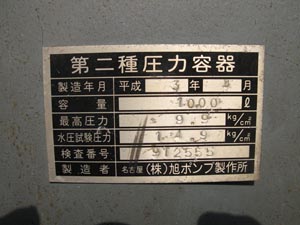 第二種圧力容器
製造年月 平成 3年 月
容量 1000ℓ
最高圧力 9.9 kg/cm²
水圧試験圧力 14.9 kg/cm²
検査番号 912555
製造者 名古屋 (株)旭ポンプ製作所